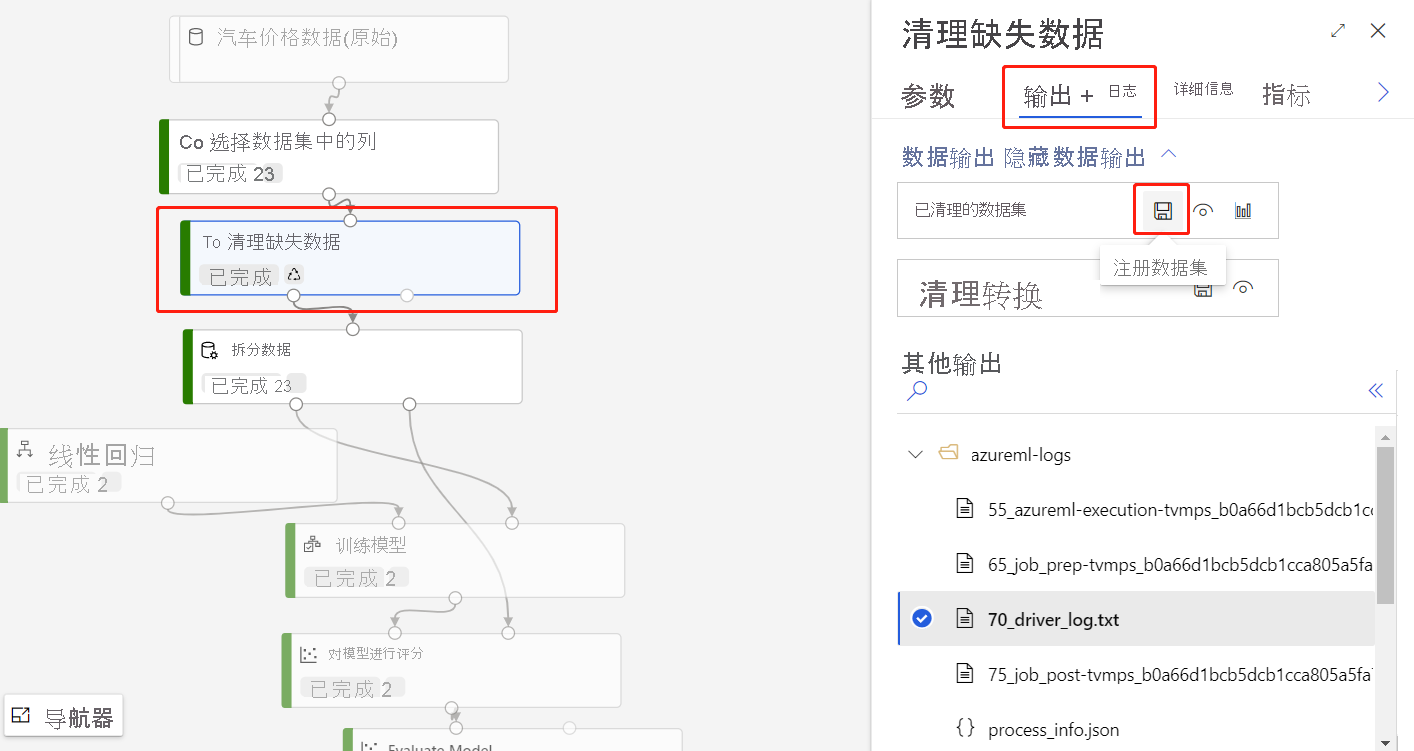 汽车价格数据(原始)
Co 选择数据集中的列
已完成 23
To 清理缺失数据
已完成
拆分数据
已完成 23
线性回归
已完成 2
训练模型
已完成 2
对模型进行评分
已完成 2
Evaluate Model
导航器
清理缺失数据
参数 输出 + 日志 详细信息 指标
数据输出 隐藏数据输出
已清理的数据集
注册数据集
清理转换
其他输出
azureml-logs
55_azureml-execution-tvmps_b0a66d1bcb5dcb1cc
65_job_prep-tvmps_b0a66d1bcb5dcb1cca805a5fa
70_driver_log.txt
75_job_post-tvmps_b0a66d1bcb5dcb1cca805a5fa
process_info.json